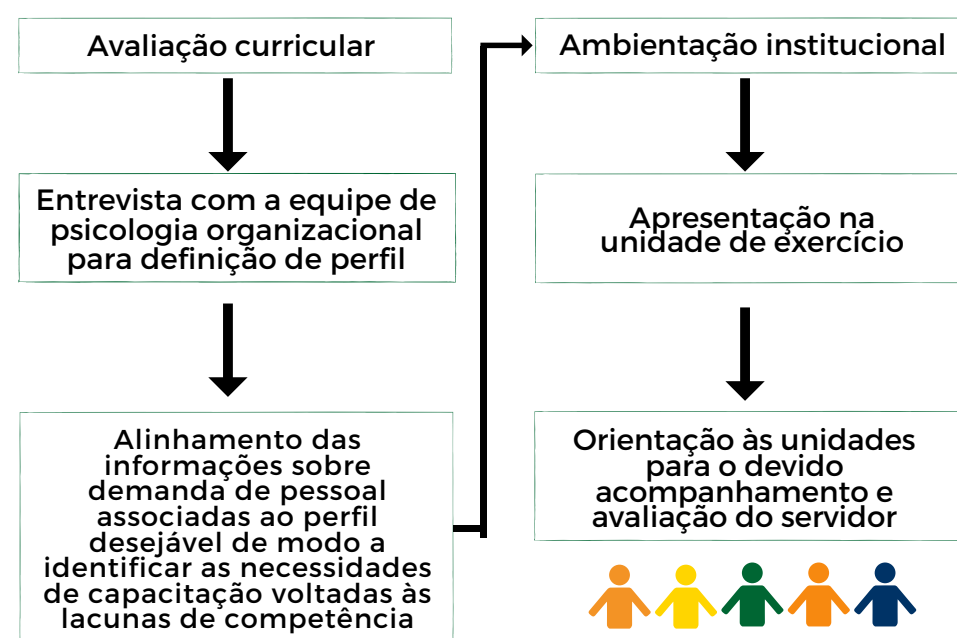 Avaliação curricular
Entrevista com a equipe de
psicologia organizacional
para definição de perfil
Alinhamento das
informações sobre
demanda de pessoal
associadas ao perfil
desejável de modo a
identificar as necessidades
de capacitação voltadas às
lacunas de competência
Ambientação institucional
Apresentação na
unidade de exercício
Orientação às unidades
para o devido
acompanhamento e
avaliação do servidor